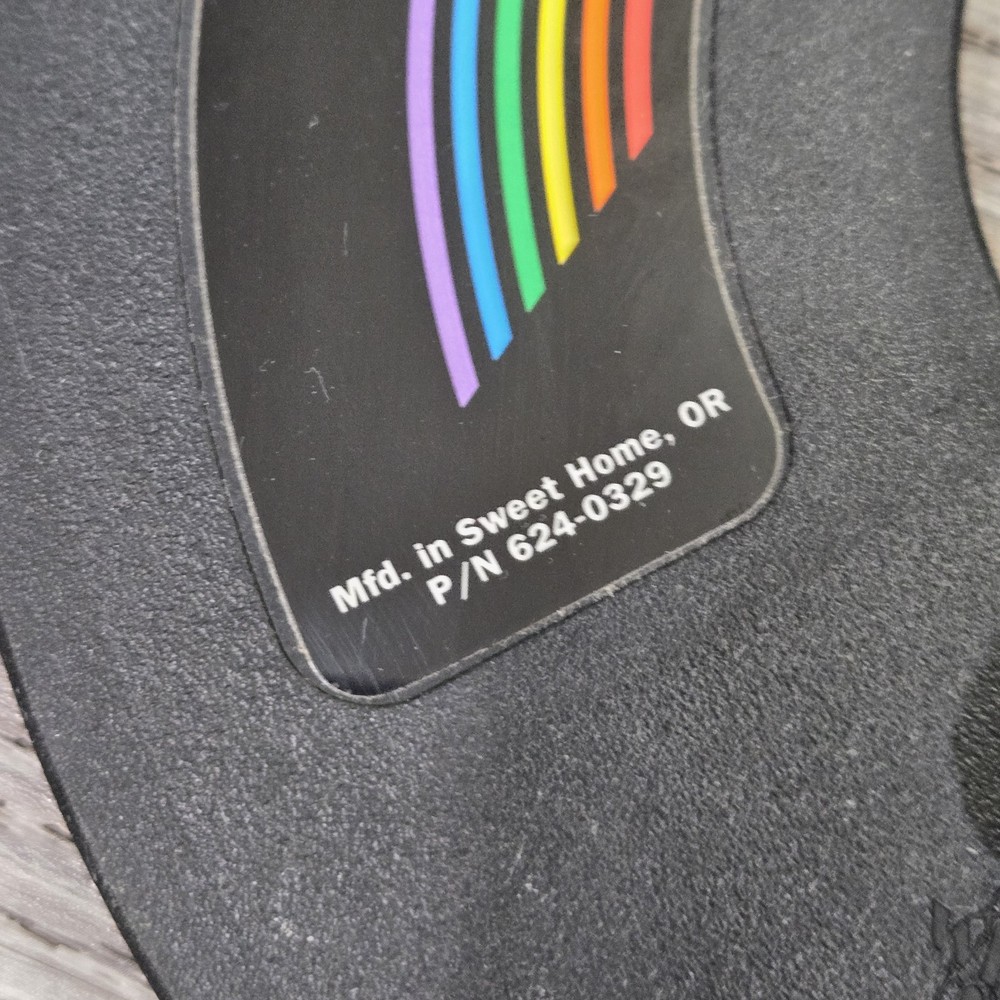 Mfd. in Sweet Home, OR
P/N 624-0329